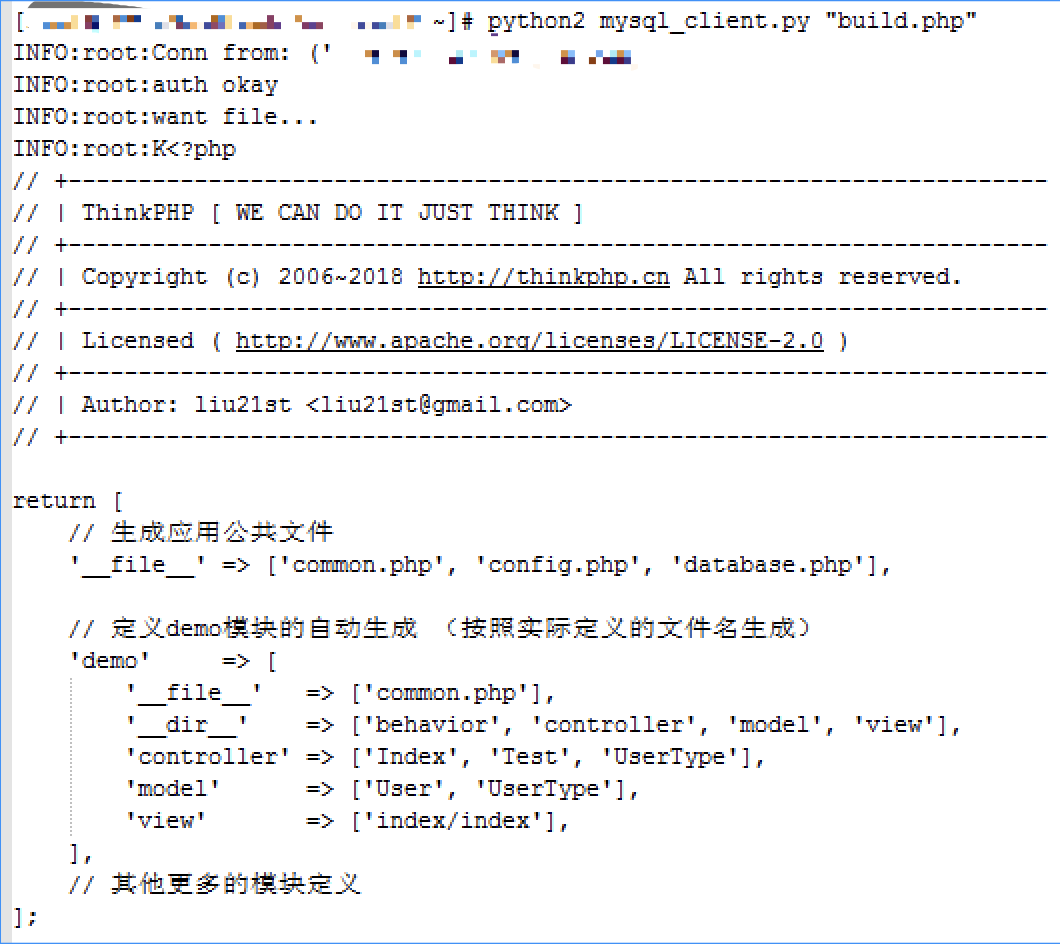 [ ~]# python2 mysql_client.py "build.php"
INFO:root:Conn from: ('
INFO:root:auth okay
INFO:root:want file...
INFO:root:K<?php
// +----------------------------------------------------------------------
// | ThinkPHP [ WE CAN DO IT JUST THINK ]
// +----------------------------------------------------------------------
// | Copyright (c) 2006~2018 http://thinkphp.cn All rights reserved.
// +----------------------------------------------------------------------
// | Licensed ( http://www.apache.org/licenses/LICENSE-2.0 )
// +----------------------------------------------------------------------
// | Author: liu21st <liu21st@gmail.com>
// +----------------------------------------------------------------------
return [
    // 生成应用公共文件
    '__file__' => ['common.php', 'config.php', 'database.php'],
    // 定义demo模块的自动生成 （按照实际定义的文件名生成）
    'demo'     => [
        '__file__'   => ['common.php'],
        '__dir__'    => ['behavior', 'controller', 'model', 'view'],
        'controller' => ['Index', 'Test', 'UserType'],
        'model'      => ['User', 'UserType'],
        'view'       => ['index/index'],
    ],
    // 其他更多的模块定义
];